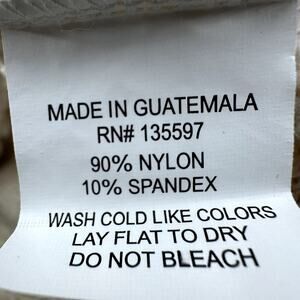 MADE IN GUATEMALA
RN# 135597
90% NYLON
10% SPANDEX
WASH COLD LIKE COLORS
LAY FLAT TO DRY
DO NOT BLEACH